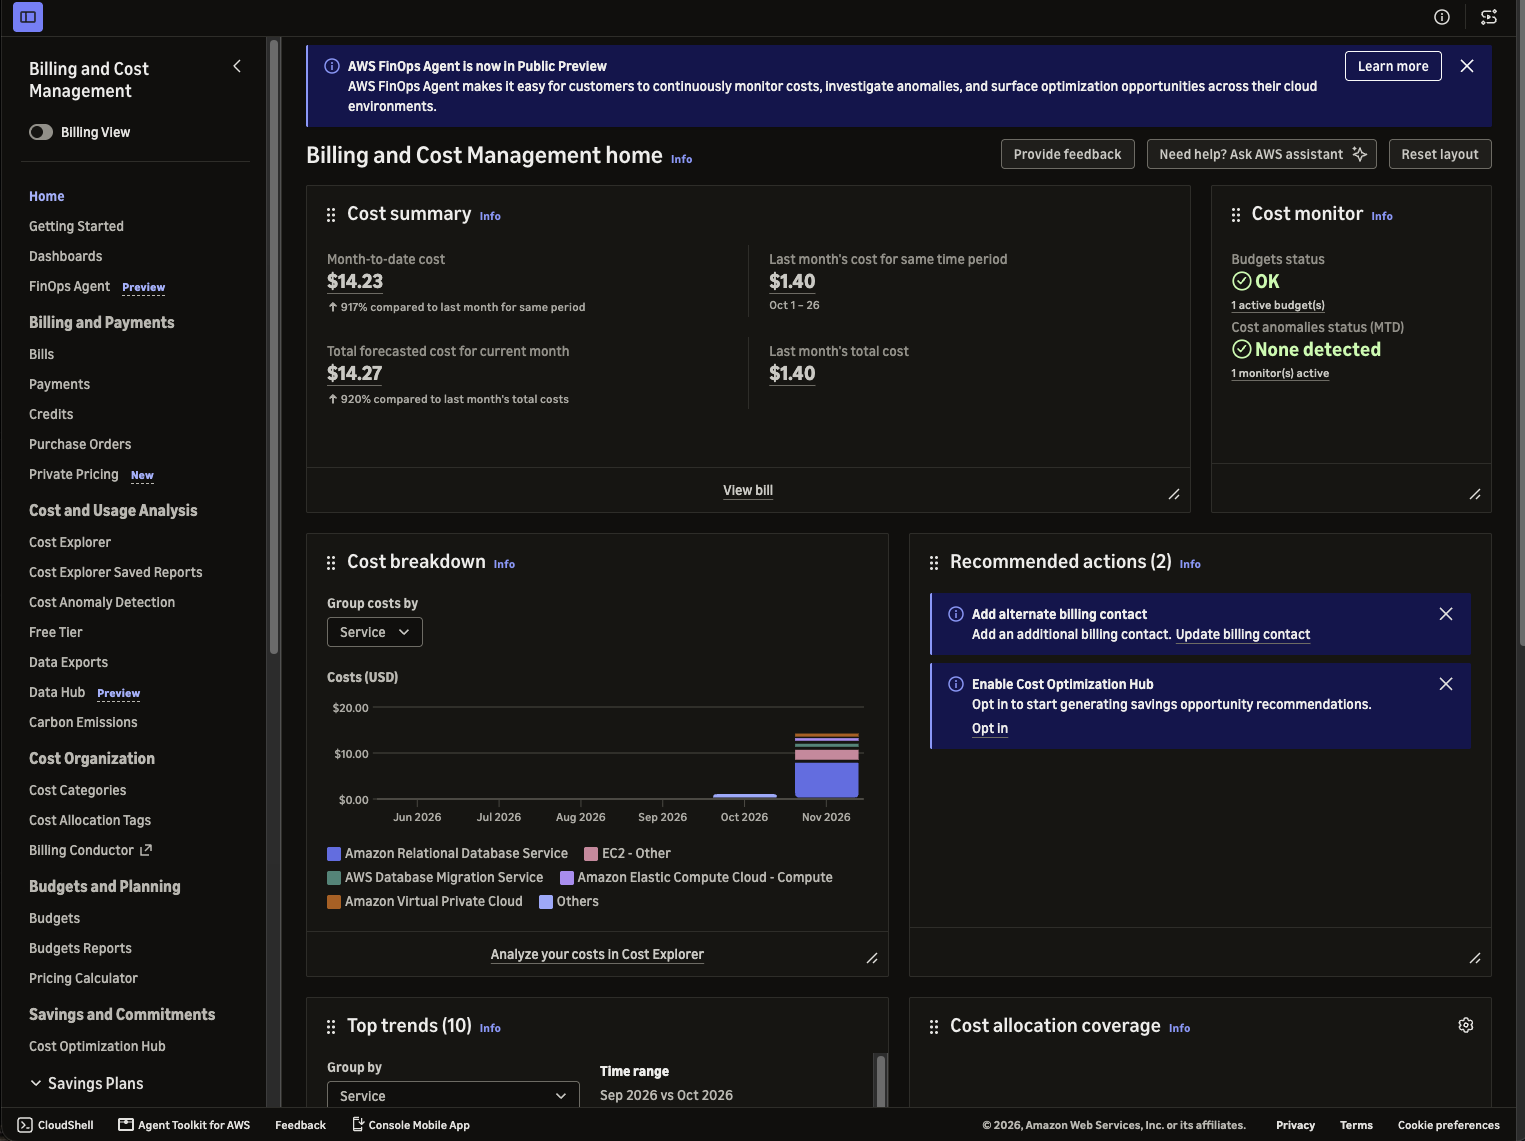 Billing and Cost Management
Billing View
Home
Getting Started
Dashboards
FinOps Agent Preview
Billing and Payments
Bills
Payments
Credits
Purchase Orders
Private Pricing New
Cost and Usage Analysis
Cost Explorer
Cost Explorer Saved Reports
Cost Anomaly Detection
Free Tier
Data Exports
Data Hub Preview
Carbon Emissions
Cost Organization
Cost Categories
Cost Allocation Tags
Billing Conductor
Budgets and Planning
Budgets
Budgets Reports
Pricing Calculator
Savings and Commitments
Cost Optimization Hub
Savings Plans
AWS FinOps Agent is now in Public Preview
AWS FinOps Agent makes it easy for customers to continuously monitor costs, investigate anomalies, and surface optimization opportunities across their cloud
environments.
Learn more
Billing and Cost Management home Info
Provide feedback
Need help? Ask AWS assistant
Reset layout
Cost summary Info
Month-to-date cost
$14.23
↑ 917% compared to last month for same period
Last month's cost for same time period
$1.40
Oct 1 – 26
Total forecasted cost for current month
$14.27
↑ 920% compared to last month's total costs
Last month's total cost
$1.40
View bill
Cost monitor Info
Budgets status
OK
1 active budget(s)
Cost anomalies status (MTD)
None detected
1 monitor(s) active
Cost breakdown Info
Group costs by
Service
Costs (USD)
$20.00
$10.00
$0.00
Jun 2026 Jul 2026 Aug 2026 Sep 2026 Oct 2026 Nov 2026
Amazon Relational Database Service EC2 - Other
AWS Database Migration Service Amazon Elastic Compute Cloud - Compute
Amazon Virtual Private Cloud Others
Analyze your costs in Cost Explorer
Recommended actions (2) Info
Add alternate billing contact
Add an additional billing contact. Update billing contact
Enable Cost Optimization Hub
Opt in to start generating savings opportunity recommendations.
Opt in
Top trends (10) Info
Group by
Service
Time range
Sep 2026 vs Oct 2026
Cost allocation coverage Info
CloudShell Agent Toolkit for AWS Feedback Console Mobile App
© 2026, Amazon Web Services, Inc. or its affiliates. Privacy Terms Cookie preferences